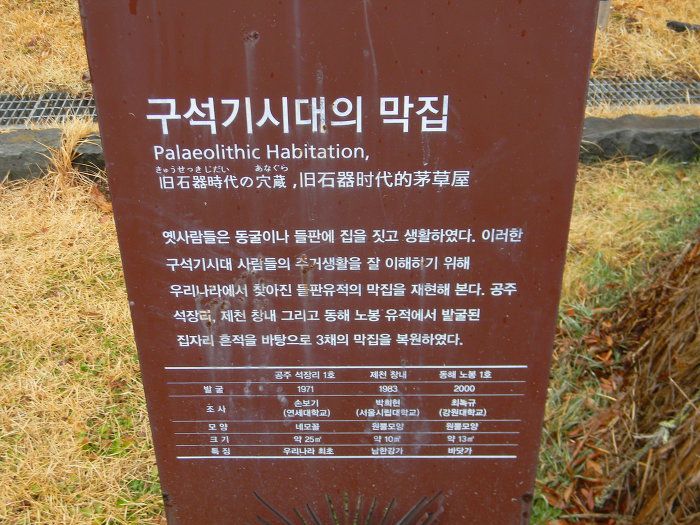 구석기시대의 막집
Palaeolithic Habitation,
きゅうせっきじだい あなぐら
旧石器時代の穴蔵 , 旧石器时代的茅草屋
옛사람들은 동굴이나 들판에 집을 짓고 생활하였다. 이러한
구석기시대 사람들의 주거생활을 잘 이해하기 위해
우리나라에서 찾아진 들판유적의 막집을 재현해 본다. 공주
석장리, 제천 창내 그리고 동해 노봉 유적에서 발굴된
집자리 흔적을 바탕으로 3채의 막집을 복원하였다.
공주 석장리 1호 제천 창내 동해 노봉 1호
발 굴 1971 1983 2000
조 사 손보기 (연세대학교) 박희현 (서울시립대학교) 최녹규 (강원대학교)
모 양 네모꼴 원뿔모양 원뿔모양
크 기 약 25㎡ 약 10㎡ 약 13㎡
특 징 우리나라 최초 남한강가 바닷가